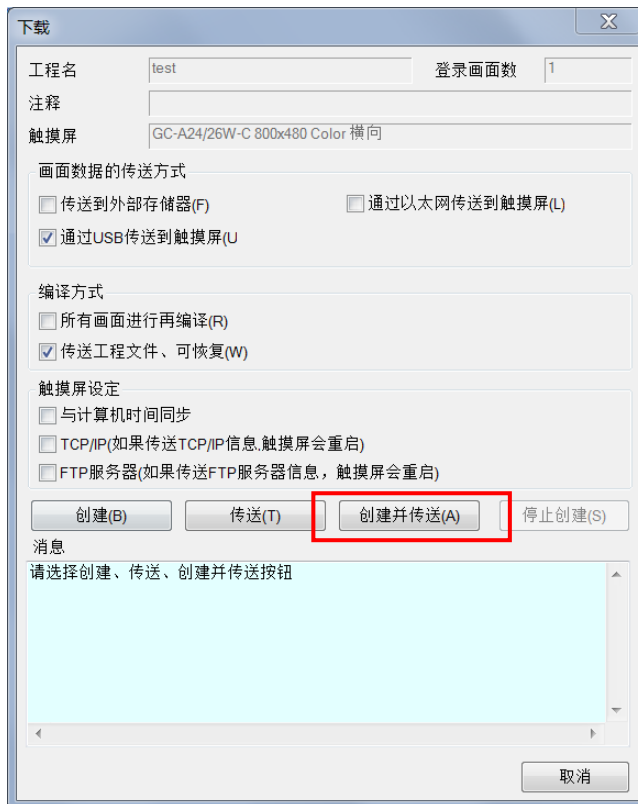 下载
工程名 test 登录画面数 1
注释
触摸屏 GC-A24/26W-C 800x480 Color 横向
画面数据的传送方式
传送到外部存储器(F) 通过以太网传送到触摸屏(L)
通过USB传送到触摸屏(U
编译方式
所有画面进行再编译(R)
传送工程文件、可恢复(W)
触摸屏设定
与计算机时间同步
TCP/IP(如果传送TCP/IP信息,触摸屏会重启)
FTP服务器(如果传送FTP服务器信息，触摸屏会重启)
创建(B) 传送(T) 创建并传送(A) 停止创建(S)
消息
请选择创建、传送、创建并传送按钮
取消